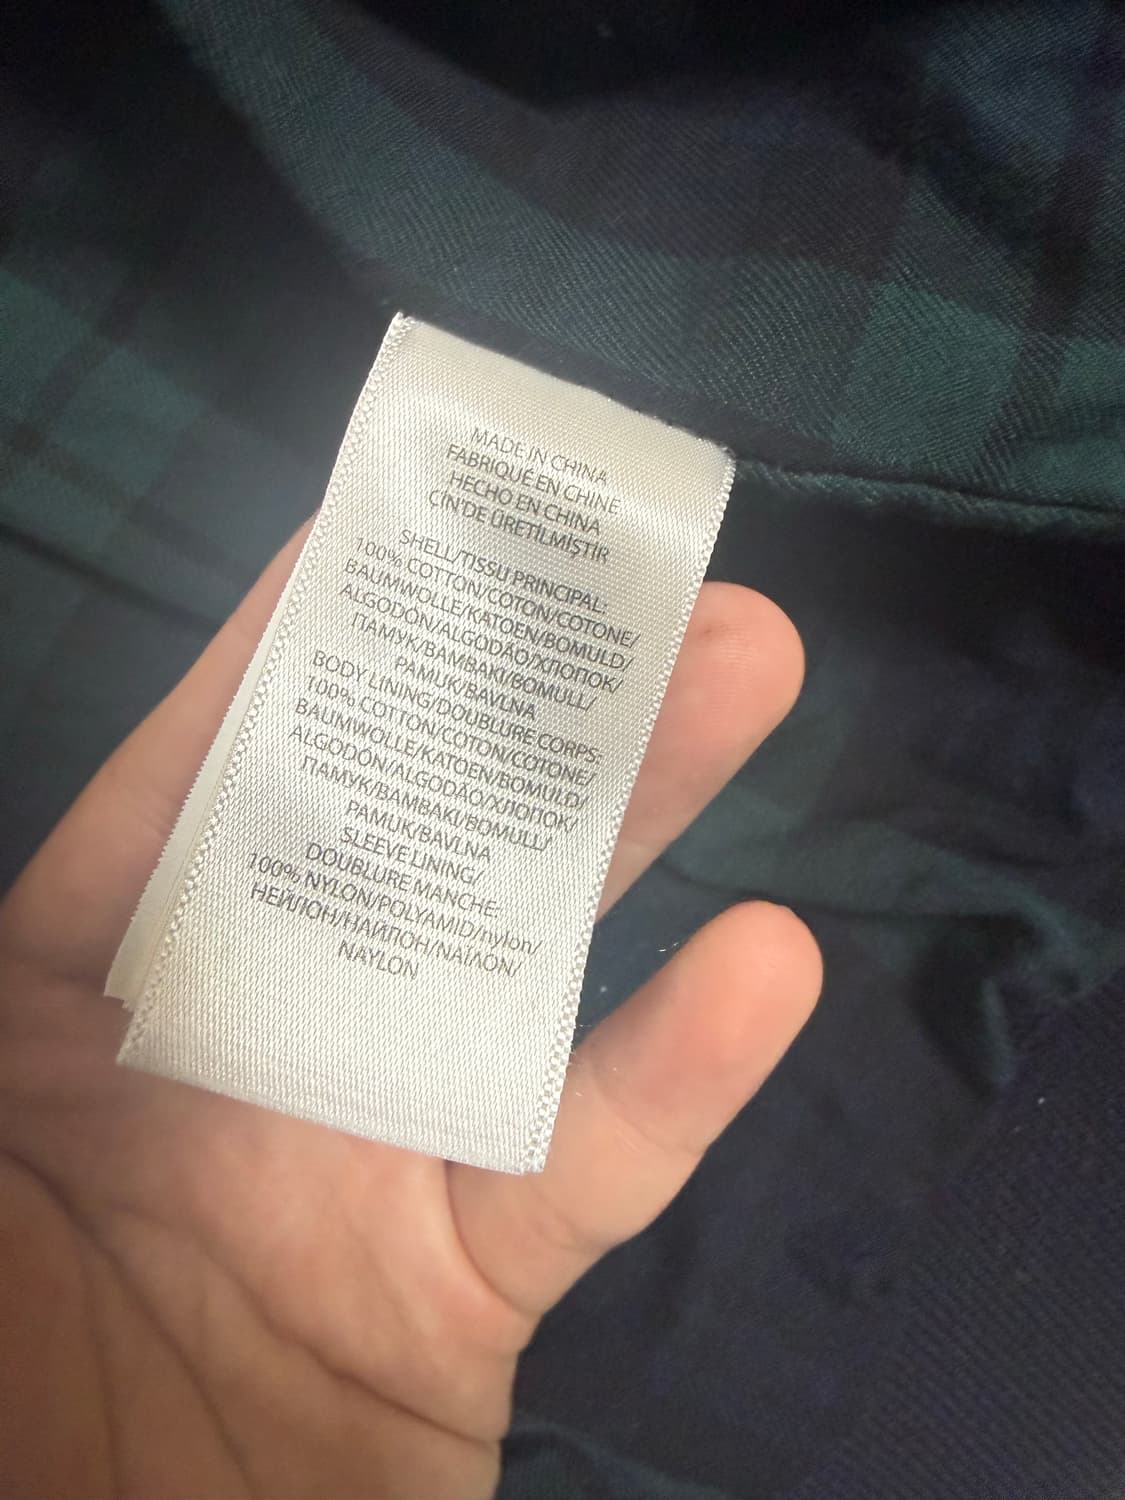 MADE IN CHINA
FABRIQUÉ EN CHINE
HECHO EN CHINA
ÇİN'DE ÜRETİLMİŞTİR
SHELL/TISSU PRINCIPAL:
100% COTTON/COTON/COTONE/
BAUMWOLLE/KATOEN/BOMULD/
ALGODÓN/ALGODÃO/ХЛОПОК/
ПАМУК/ΒΑΜΒΑΚΙ/BOMULL/
PAMUK/BAVLNA
BODY LINING/DOUBLURE CORPS:
100% COTTON/COTON/COTONE/
BAUMWOLLE/KATOEN/BOMULD/
ALGODÓN/ALGODÃO/ХЛОПОК/
ПАМУК/ΒΑΜΒΑΚΙ/BOMULL/
PAMUK/BAVLNA
SLEEVE LINING/
DOUBLURE MANCHE:
100% NYLON/POLYAMID/nylon/
НЕЙЛОН/НАЙЛОН/ΝΑΪΛΟΝ/
NAYLON